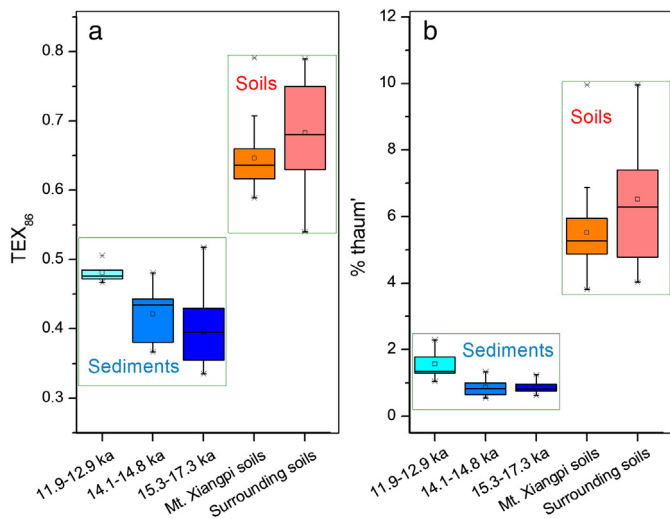 a
TEX86
0.8
0.7
0.6
0.5
0.4
0.3
Soils
Sediments
11.9-12.9 ka
14.1-14.8 ka
15.3-17.3 ka
Mt. Xiangpi soils
Surrounding soils
b
% thaum'
12
10
8
6
4
2
0
Soils
Sediments
11.9-12.9 ka
14.1-14.8 ka
15.3-17.3 ka
Mt. Xiangpi soils
Surrounding soils